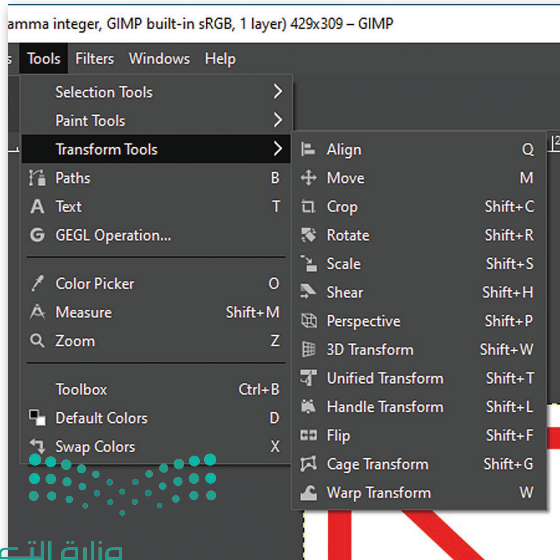 amma integer, GIMP built-in sRGB, 1 layer) 429x309 – GIMP
Tools Filters Windows Help
Selection Tools
Paint Tools
Transform Tools
Paths B
Text T
GEGL Operation...
Color Picker O
Measure Shift+M
Zoom Z
Toolbox Ctrl+B
Default Colors D
Swap Colors X
Align Q
Move M
Crop Shift+C
Rotate Shift+R
Scale Shift+S
Shear Shift+H
Perspective Shift+P
3D Transform Shift+W
Unified Transform Shift+T
Handle Transform Shift+L
Flip Shift+F
Cage Transform Shift+G
Warp Transform W
وزارة